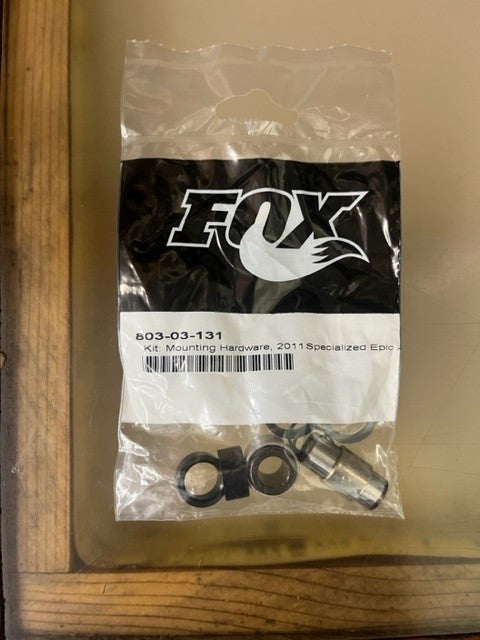 FOX
803-03-131
Kit: Mounting Hardware, 2011Specialized Epic